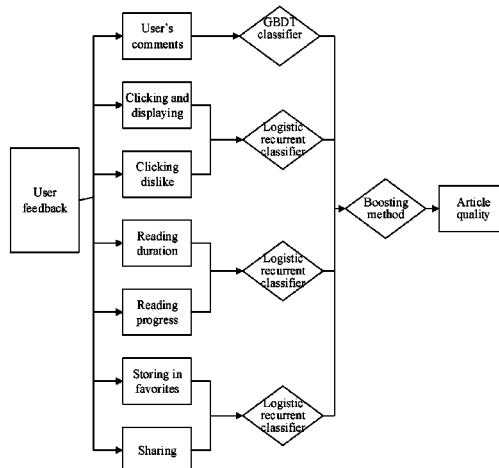 User's
comments
GBDT
classifier
Clicking and
displaying
Logistic
recurrent
classifier
Clicking
dislike
User
feedback
Boosting
method
Article
quality
Reading
duration
Logistic
recurrent
classifier
Reading
progress
Storing in
favorites
Logistic
recurrent
classifier
Sharing